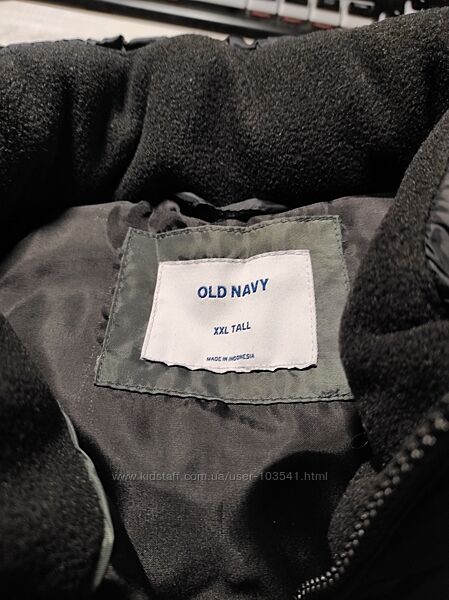 OLD NAVY
XXL TALL
MADE IN INDONESIA
www.kidstaff.com.ua/user-103541.html